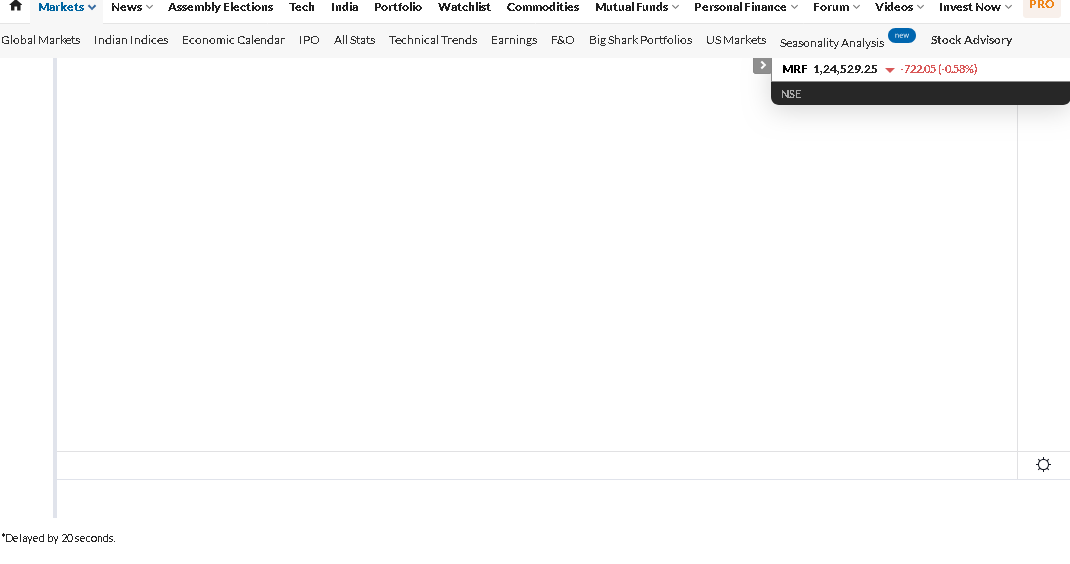 Markets News Assembly Elections Tech India Portfolio Watchlist Commodities Mutual Funds Personal Finance Forum Videos Invest Now PRO
Global Markets Indian Indices Economic Calendar IPO All Stats Technical Trends Earnings F&O Big Shark Portfolios US Markets Seasonality Analysis new Stock Advisory
MRF 1,24,529.25 -722.05 (-0.58%)
NSE
*Delayed by 20 seconds.